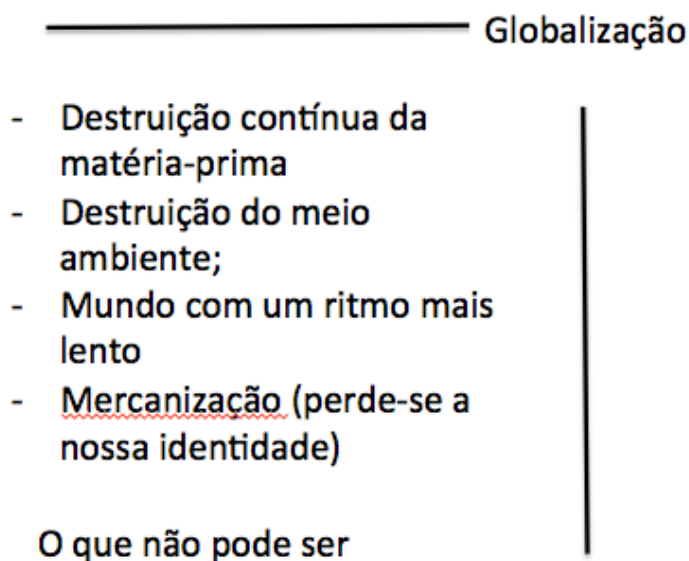 Globalização
- Destruição contínua da
matéria-prima
- Destruição do meio
ambiente;
- Mundo com um ritmo mais
lento
- Mercanização (perde-se a
nossa identidade)
O que não pode ser